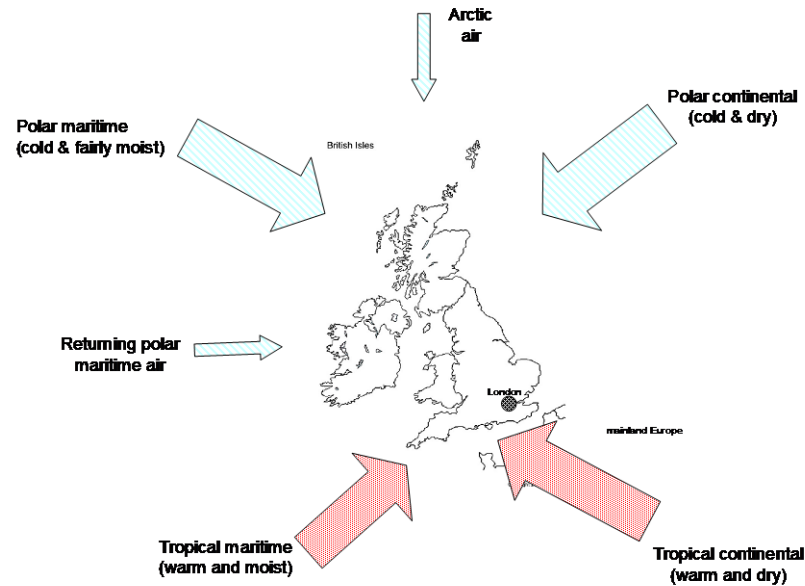 Arctic
air
Polar maritime
(cold & fairly moist)
British Isles
Polar continental
(cold & dry)
Returning polar
maritime air
London
mainland Europe
Tropical maritime
(warm and moist)
Tropical continental
(warm and dry)